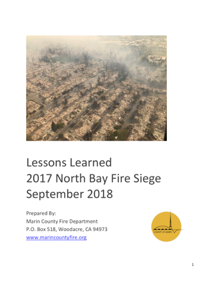 Lessons Learned
2017 North Bay Fire Siege
September 2018
Prepared By:
Marin County Fire Department
P.O. Box 518, Woodacre, CA 94973
www.marincountyfire.org
1